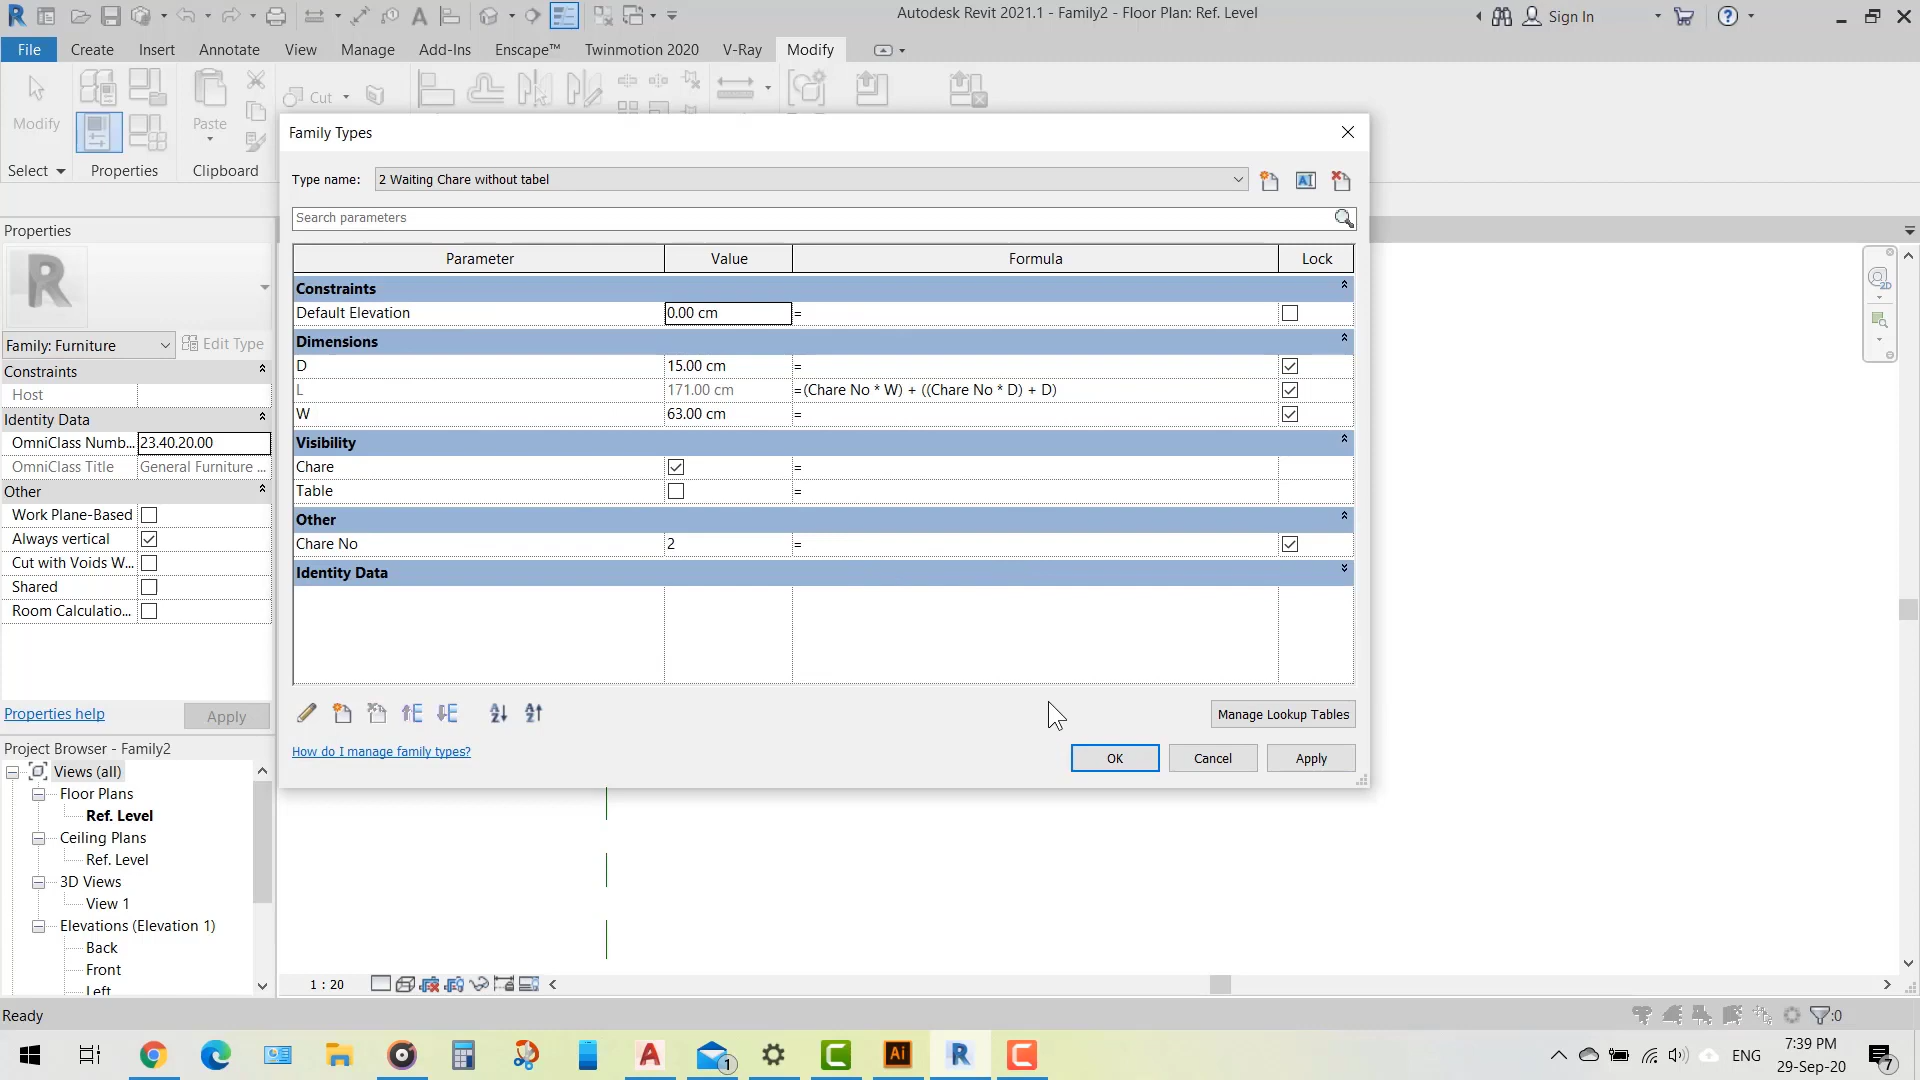 Autodesk Revit 2021.1 - Family2 - Floor Plan: Ref. Level
Sign In
File Create Insert Annotate View Manage Add-Ins Enscape™ Twinmotion 2020 V-Ray Modify
Modify
Cut
Paste
Select Properties Clipboard
Properties
Family: Furniture
Edit Type
Constraints
Host
Identity Data
OmniClass Numb... 23.40.20.00
OmniClass Title General Furniture ...
Other
Work Plane-Based
Always vertical
Cut with Voids W...
Shared
Room Calculatio...
Properties help
Apply
Project Browser - Family2
Views (all)
Floor Plans
Ref. Level
Ceiling Plans
Ref. Level
3D Views
View 1
Elevations (Elevation 1)
Back
Front
Left
Family Types
Type name: 2 Waiting Chare without tabel
Search parameters
Parameter Value Formula Lock
Constraints
Default Elevation 0.00 cm =
Dimensions
D 15.00 cm =
L 171.00 cm =(Chare No * W) + ((Chare No * D) + D)
W 63.00 cm =
Visibility
Chare =
Table =
Other
Chare No 2 =
Identity Data
Manage Lookup Tables
How do I manage family types?
OK Cancel Apply
1 : 20
Ready
:0
ENG
7:39 PM
29-Sep-20
7
1
Ai
2D